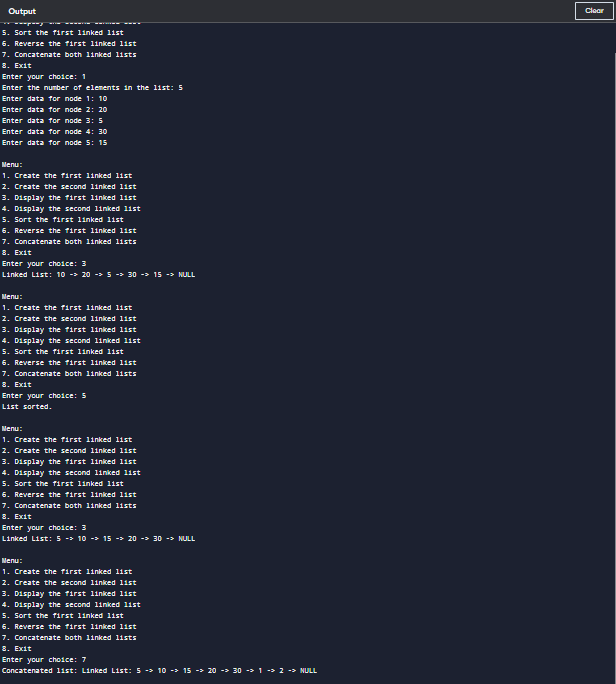 Output
Clear
4. Display the second linked list
5. Sort the first linked list
6. Reverse the first linked list
7. Concatenate both linked lists
8. Exit
Enter your choice: 1
Enter the number of elements in the list: 5
Enter data for node 1: 10
Enter data for node 2: 20
Enter data for node 3: 5
Enter data for node 4: 30
Enter data for node 5: 15
Menu:
1. Create the first linked list
2. Create the second linked list
3. Display the first linked list
4. Display the second linked list
5. Sort the first linked list
6. Reverse the first linked list
7. Concatenate both linked lists
8. Exit
Enter your choice: 3
Linked List: 10 -> 20 -> 5 -> 30 -> 15 -> NULL
Menu:
1. Create the first linked list
2. Create the second linked list
3. Display the first linked list
4. Display the second linked list
5. Sort the first linked list
6. Reverse the first linked list
7. Concatenate both linked lists
8. Exit
Enter your choice: 5
List sorted.
Menu:
1. Create the first linked list
2. Create the second linked list
3. Display the first linked list
4. Display the second linked list
5. Sort the first linked list
6. Reverse the first linked list
7. Concatenate both linked lists
8. Exit
Enter your choice: 3
Linked List: 5 -> 10 -> 15 -> 20 -> 30 -> NULL
Menu:
1. Create the first linked list
2. Create the second linked list
3. Display the first linked list
4. Display the second linked list
5. Sort the first linked list
6. Reverse the first linked list
7. Concatenate both linked lists
8. Exit
Enter your choice: 7
Concatenated list: Linked List: 5 -> 10 -> 15 -> 20 -> 30 -> 1 -> 2 -> NULL